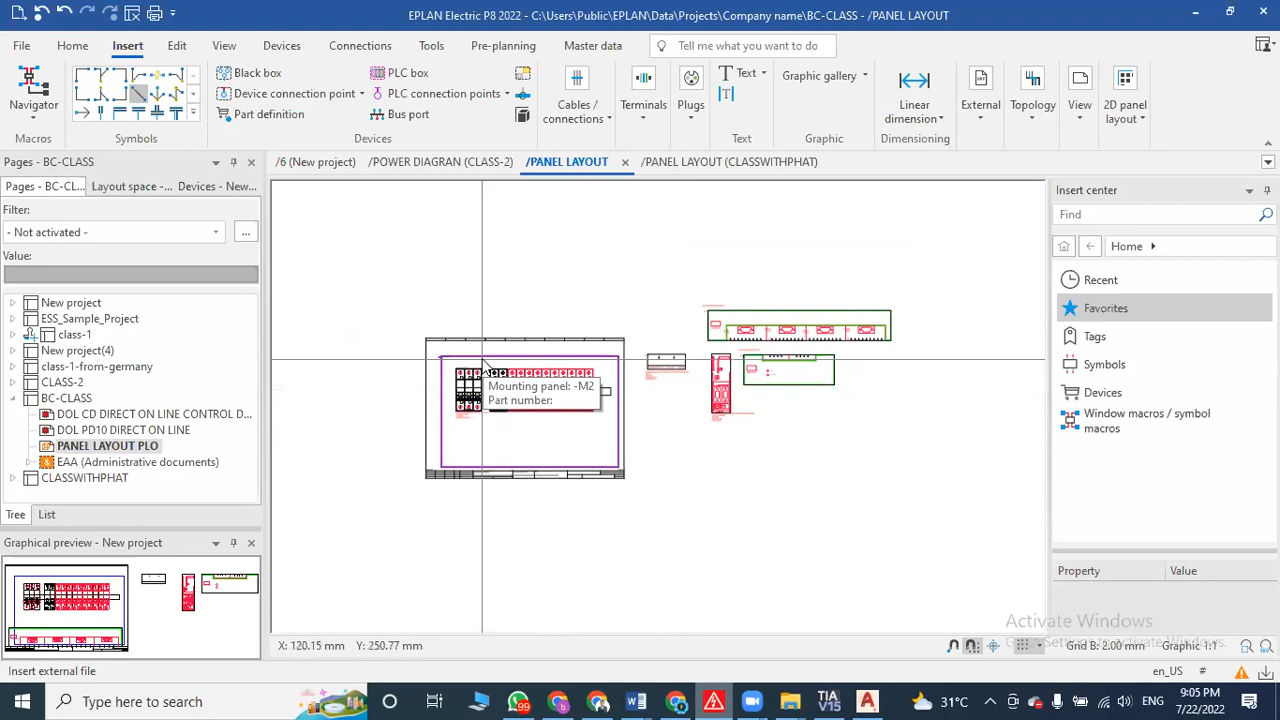 EPLAN Electric P8 2022 - C:\Users\Public\EPLAN\Data\Projects\Company name\BC-CLASS - /PANEL LAYOUT
File Home Insert Edit View Devices Connections Tools Pre-planning Master data Tell me what you want to do
Navigator
Macros
Symbols
Black box
Device connection point
Part definition
PLC box
PLC connection points
Bus port
Devices
Cables / connections
Terminals
Plugs
Text
Text
Graphic gallery
Graphic
Linear dimension
Dimensioning
External
Topology
View
2D panel layout
Pages - BC-CLASS
/6 (New project) /POWER DIAGRAN (CLASS-2) /PANEL LAYOUT /PANEL LAYOUT (CLASSWITHPHAT)
Pages - BC-CL... Layout space -... Devices - New...
Filter:
- Not activated -
...
Value:
New project
ESS_Sample_Project
class-1
New project(4)
class-1-from-germany
CLASS-2
BC-CLASS
DOL CD DIRECT ON LINE CONTROL D...
DOL PD10 DIRECT ON LINE
PANEL LAYOUT PLO
EAA (Administrative documents)
CLASSWITHPHAT
Tree List
Graphical preview - New project
Mounting panel: -M2
Part number:
Insert center
Find
Home
Recent
Favorites
Tags
Symbols
Devices
Window macros / symbol macros
Property Value
Activate Windows
Go to Settings to activate Windows.
X: 120.15 mm Y: 250.77 mm
Grid B: 2.00 mm Graphic 1:1
Insert external file
en_US #
Type here to search
99
TIA
V15
31°C
ENG
9:05 PM
7/22/2022